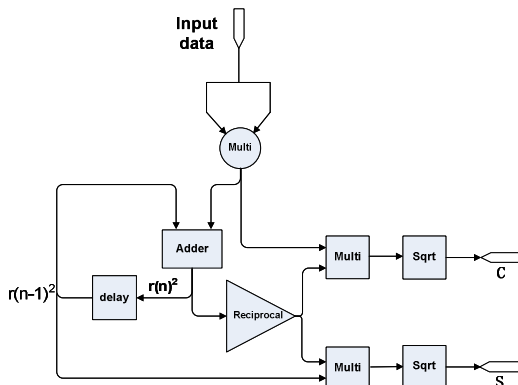 Input
data
Multi
Adder
Multi
Sqrt
C
r(n-1)²
delay
r(n)²
Reciprocal
Multi
Sqrt
S